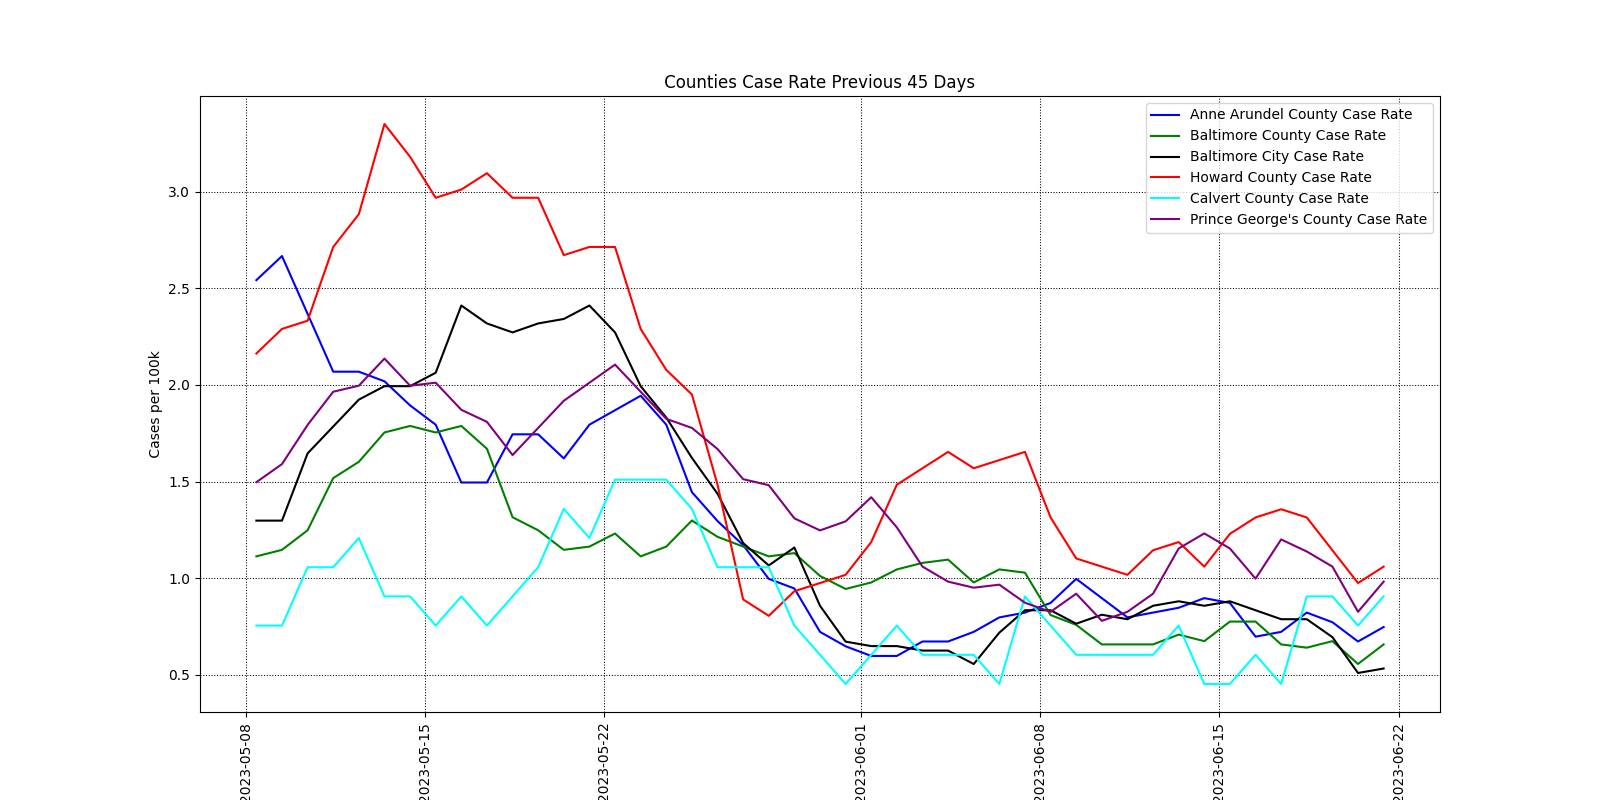 Counties Case Rate Previous 45 Days
Anne Arundel County Case Rate
Baltimore County Case Rate
Baltimore City Case Rate
Howard County Case Rate
Calvert County Case Rate
Prince George's County Case Rate
Cases per 100k
3.0
2.5
2.0
1.5
1.0
0.5
2023-05-08
2023-05-15
2023-05-22
2023-06-01
2023-06-08
2023-06-15
2023-06-22